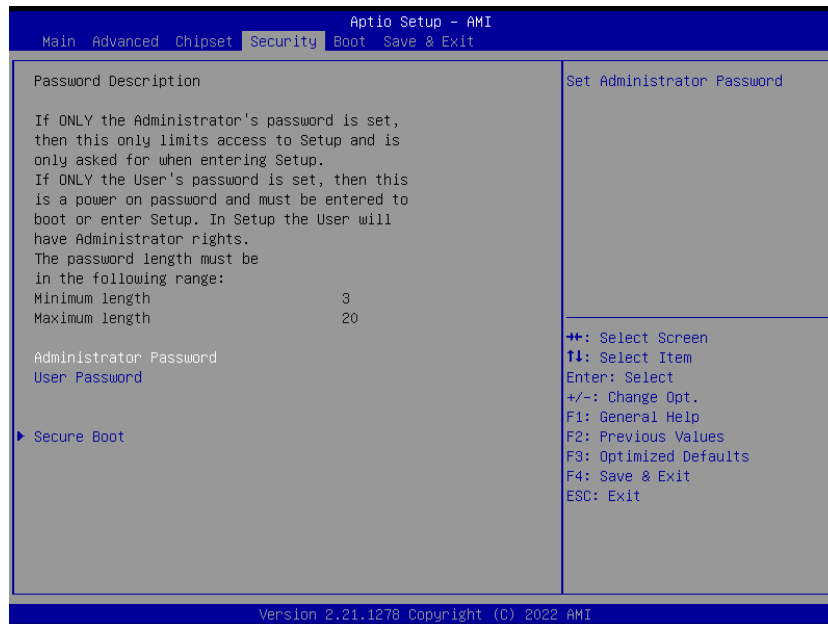 Aptio Setup – AMI
Main Advanced Chipset Security Boot Save & Exit
Password Description
If ONLY the Administrator's password is set,
then this only limits access to Setup and is
only asked for when entering Setup.
If ONLY the User's password is set, then this
is a power on password and must be entered to
boot or enter Setup. In Setup the User will
have Administrator rights.
The password length must be
in the following range:
Minimum length 3
Maximum length 20
Administrator Password
User Password
Secure Boot
Set Administrator Password
→←: Select Screen
↑↓: Select Item
Enter: Select
+/-: Change Opt.
F1: General Help
F2: Previous Values
F3: Optimized Defaults
F4: Save & Exit
ESC: Exit
Version 2.21.1278 Copyright (C) 2022 AMI